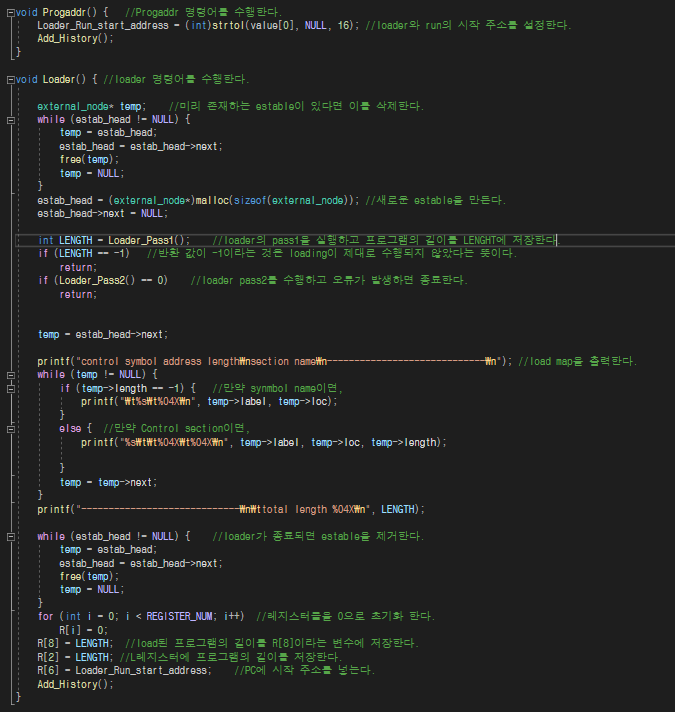 void Progaddr() {   //Progaddr 명령어를 수행한다.
Loader_Run_start_address = (int)strtol(value[0], NULL, 16); //loader와 run의 시작 주소를 설정한다.
Add_History();
}
void Loader() { //loader 명령어를 수행한다.
external_node* temp;    //미리 존재하는 estable이 있다면 이를 삭제한다.
while (estab_head != NULL) {
temp = estab_head;
estab_head = estab_head->next;
free(temp);
temp = NULL;
}
estab_head = (external_node*)malloc(sizeof(external_node)); //새로운 estable을 만든다.
estab_head->next = NULL;
int LENGTH = Loader_Pass1();    //loader의 pass1을 실행하고 프로그램의 길이를 LENGHT에 저장한다
if (LENGTH == -1)   //반환 값이 -1이라는 것은 loading이 제대로 수행되지 않았다는 뜻이다.
return;
if (Loader_Pass2() == 0)    //loader pass2를 수행하고 오류가 발생하면 종료한다.
return;
temp = estab_head->next;
printf("control symbol address length₩nsection name₩n-----------------------------₩n"); //load map을 출력한다.
while (temp != NULL) {
if (temp->length == -1) {   //만약 synmbol name이면,
printf("₩t%s₩t%04X₩n", temp->label, temp->loc);
}
else {  //만약 Control section이면,
printf("%s₩t₩t%04X₩t%04X₩n", temp->label, temp->loc, temp->length);
}
temp = temp->next;
}
printf("-----------------------------₩n₩ttotal length %04X₩n", LENGTH);
while (estab_head != NULL) {    //loader가 종료되면 estable을 제거한다.
temp = estab_head;
estab_head = estab_head->next;
free(temp);
temp = NULL;
}
for (int i = 0; i < REGISTER_NUM; i++)  //레지스터들을 0으로 초기화 한다.
R[i] = 0;
R[8] = LENGTH;  //load된 프로그램의 길이를 R[8]이라는 변수에 저장한다.
R[2] = LENGTH; //L레지스터에 프로그램의 길이를 저장한다.
R[6] = Loader_Run_start_address;    //PC에 시작 주소를 넣는다.
Add_History();
}